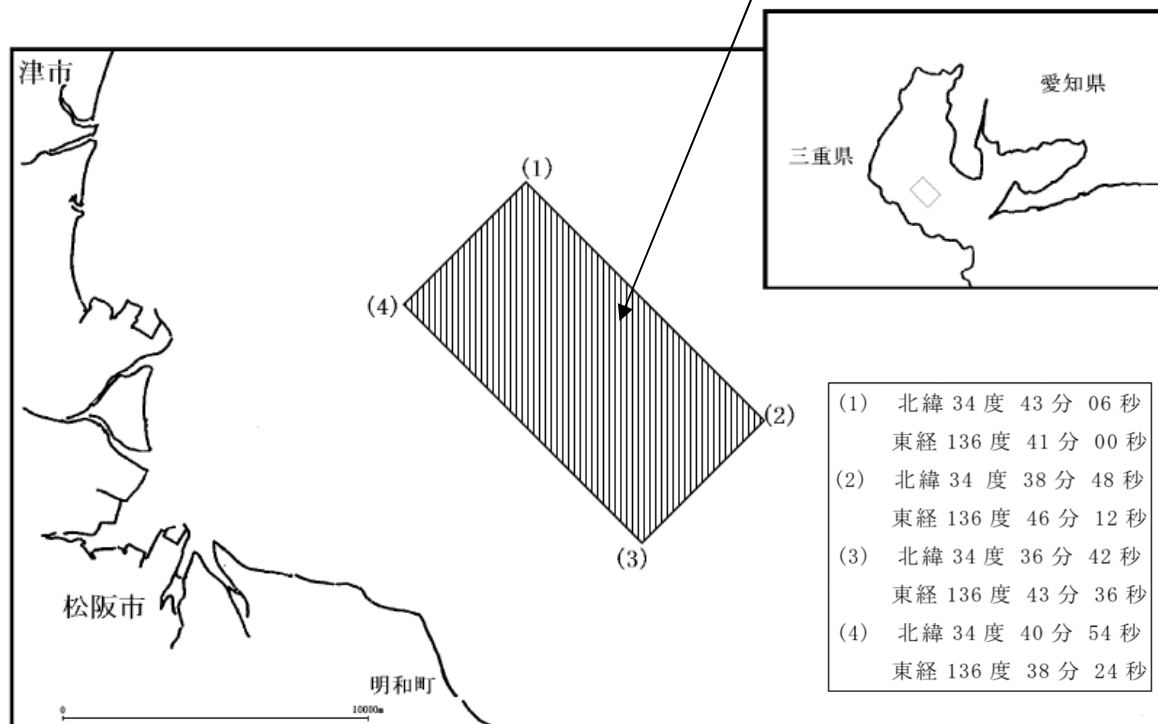 津市
愛知県
三重県
(1)
(4)
(2)
(3)
松阪市
明和町
0 10000m
(1) 北緯 34 度 43 分 06 秒
東経 136 度 41 分 00 秒
(2) 北緯 34 度 38 分 48 秒
東経 136 度 46 分 12 秒
(3) 北緯 34 度 36 分 42 秒
東経 136 度 43 分 36 秒
(4) 北緯 34 度 40 分 54 秒
東経 136 度 38 分 24 秒